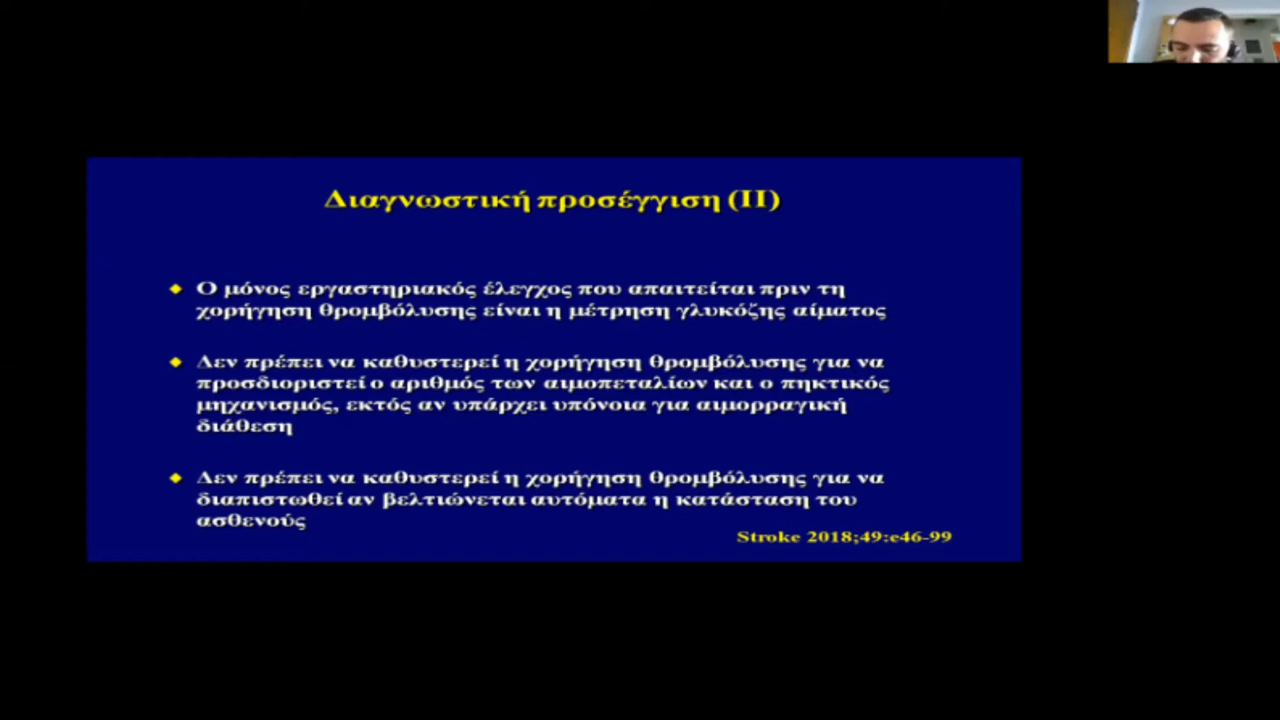 Διαγνωστική προσέγγιση (ΙΙ)
Ο μόνος εργαστηριακός έλεγχος που απαιτείται πριν τη
χορήγηση θρομβόλυσης είναι η μέτρηση γλυκόζης αίματος
Δεν πρέπει να καθυστερεί η χορήγηση θρομβόλυσης για να
προσδιοριστεί ο αριθμός των αιμοπεταλίων και ο πηκτικός
μηχανισμός, εκτός αν υπάρχει υπόνοια για αιμορραγική
διάθεση
Δεν πρέπει να καθυστερεί η χορήγηση θρομβόλυσης για να
διαπιστωθεί αν βελτιώνεται αυτόματα η κατάσταση του
ασθενούς
Stroke 2018;49:e46-99